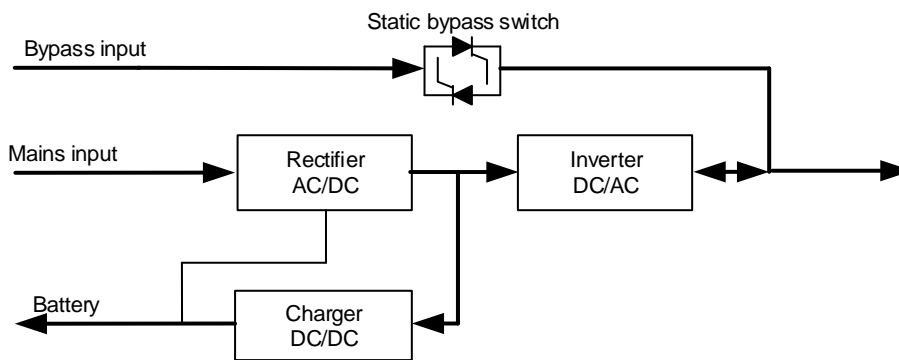 Static bypass switch
Bypass input
Mains input
Rectifier
AC/DC
Inverter
DC/AC
Battery
Charger
DC/DC